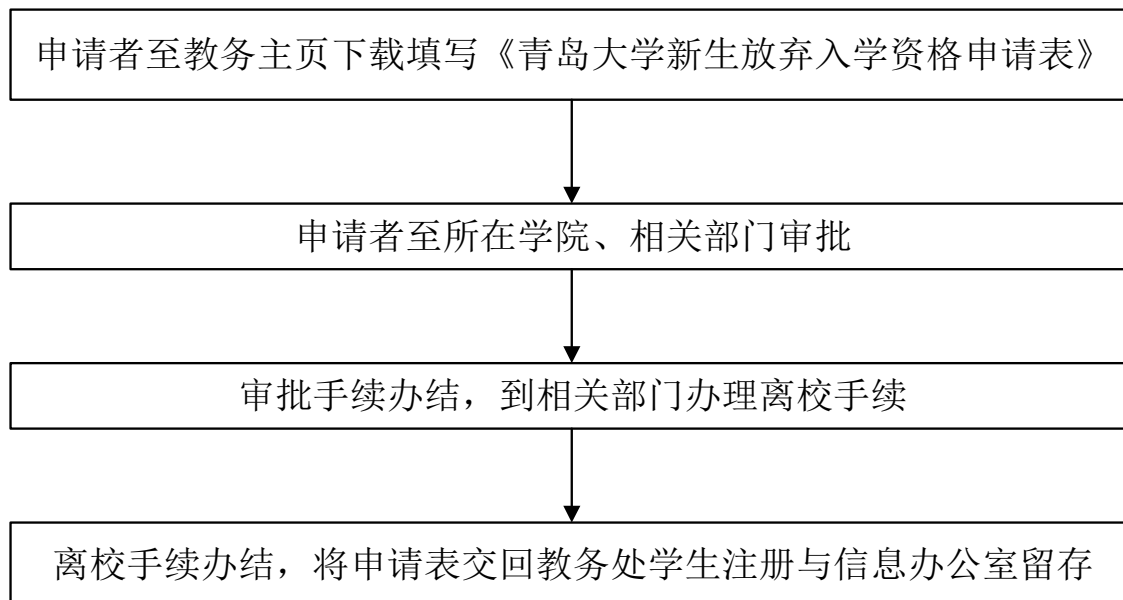 申请者至教务主页下载填写《青岛大学新生放弃入学资格申请表》
申请者至所在学院、相关部门审批
审批手续办结，到相关部门办理离校手续
离校手续办结，将申请表交回教务处学生注册与信息办公室留存